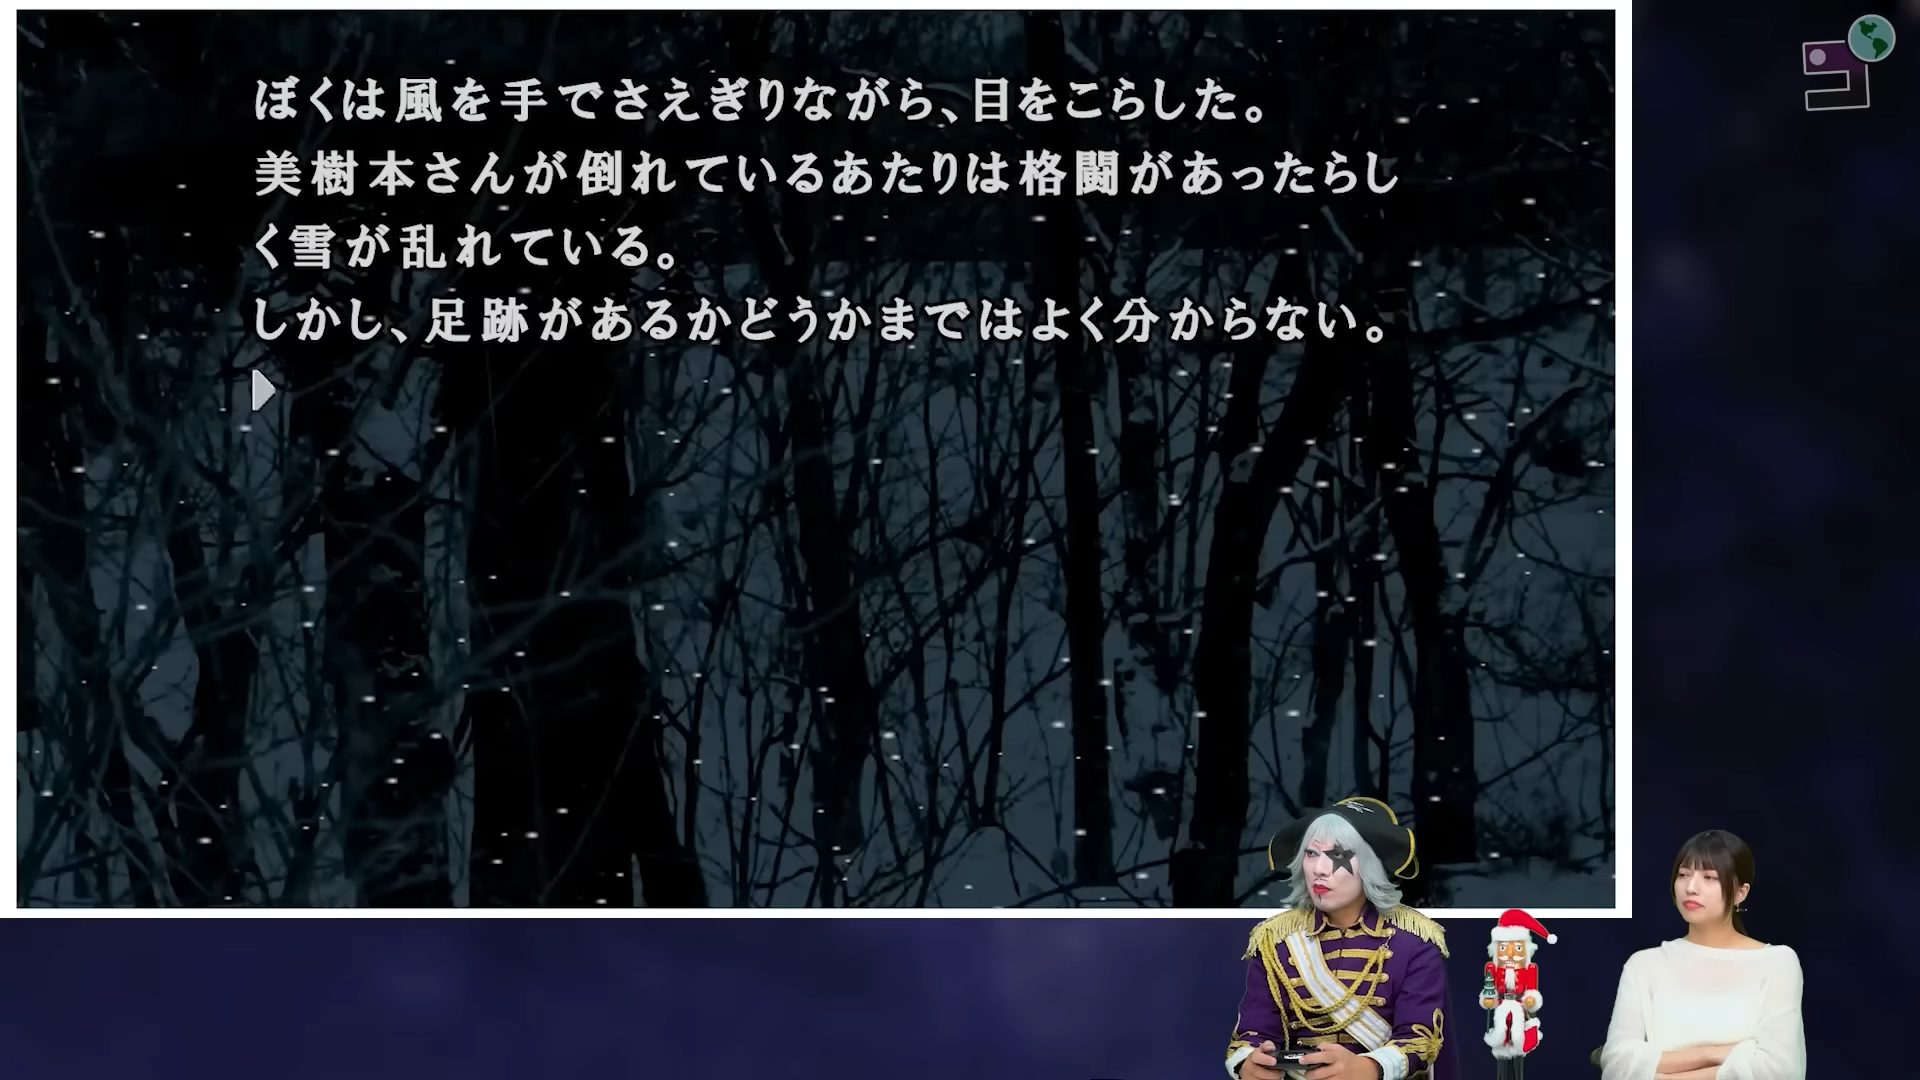 ぼくは風を手でさえぎりながら、目をこらした。
美樹本さんが倒れているあたりは格闘があったらし
く雪が乱れている。
しかし、足跡があるかどうかまではよく分からない。